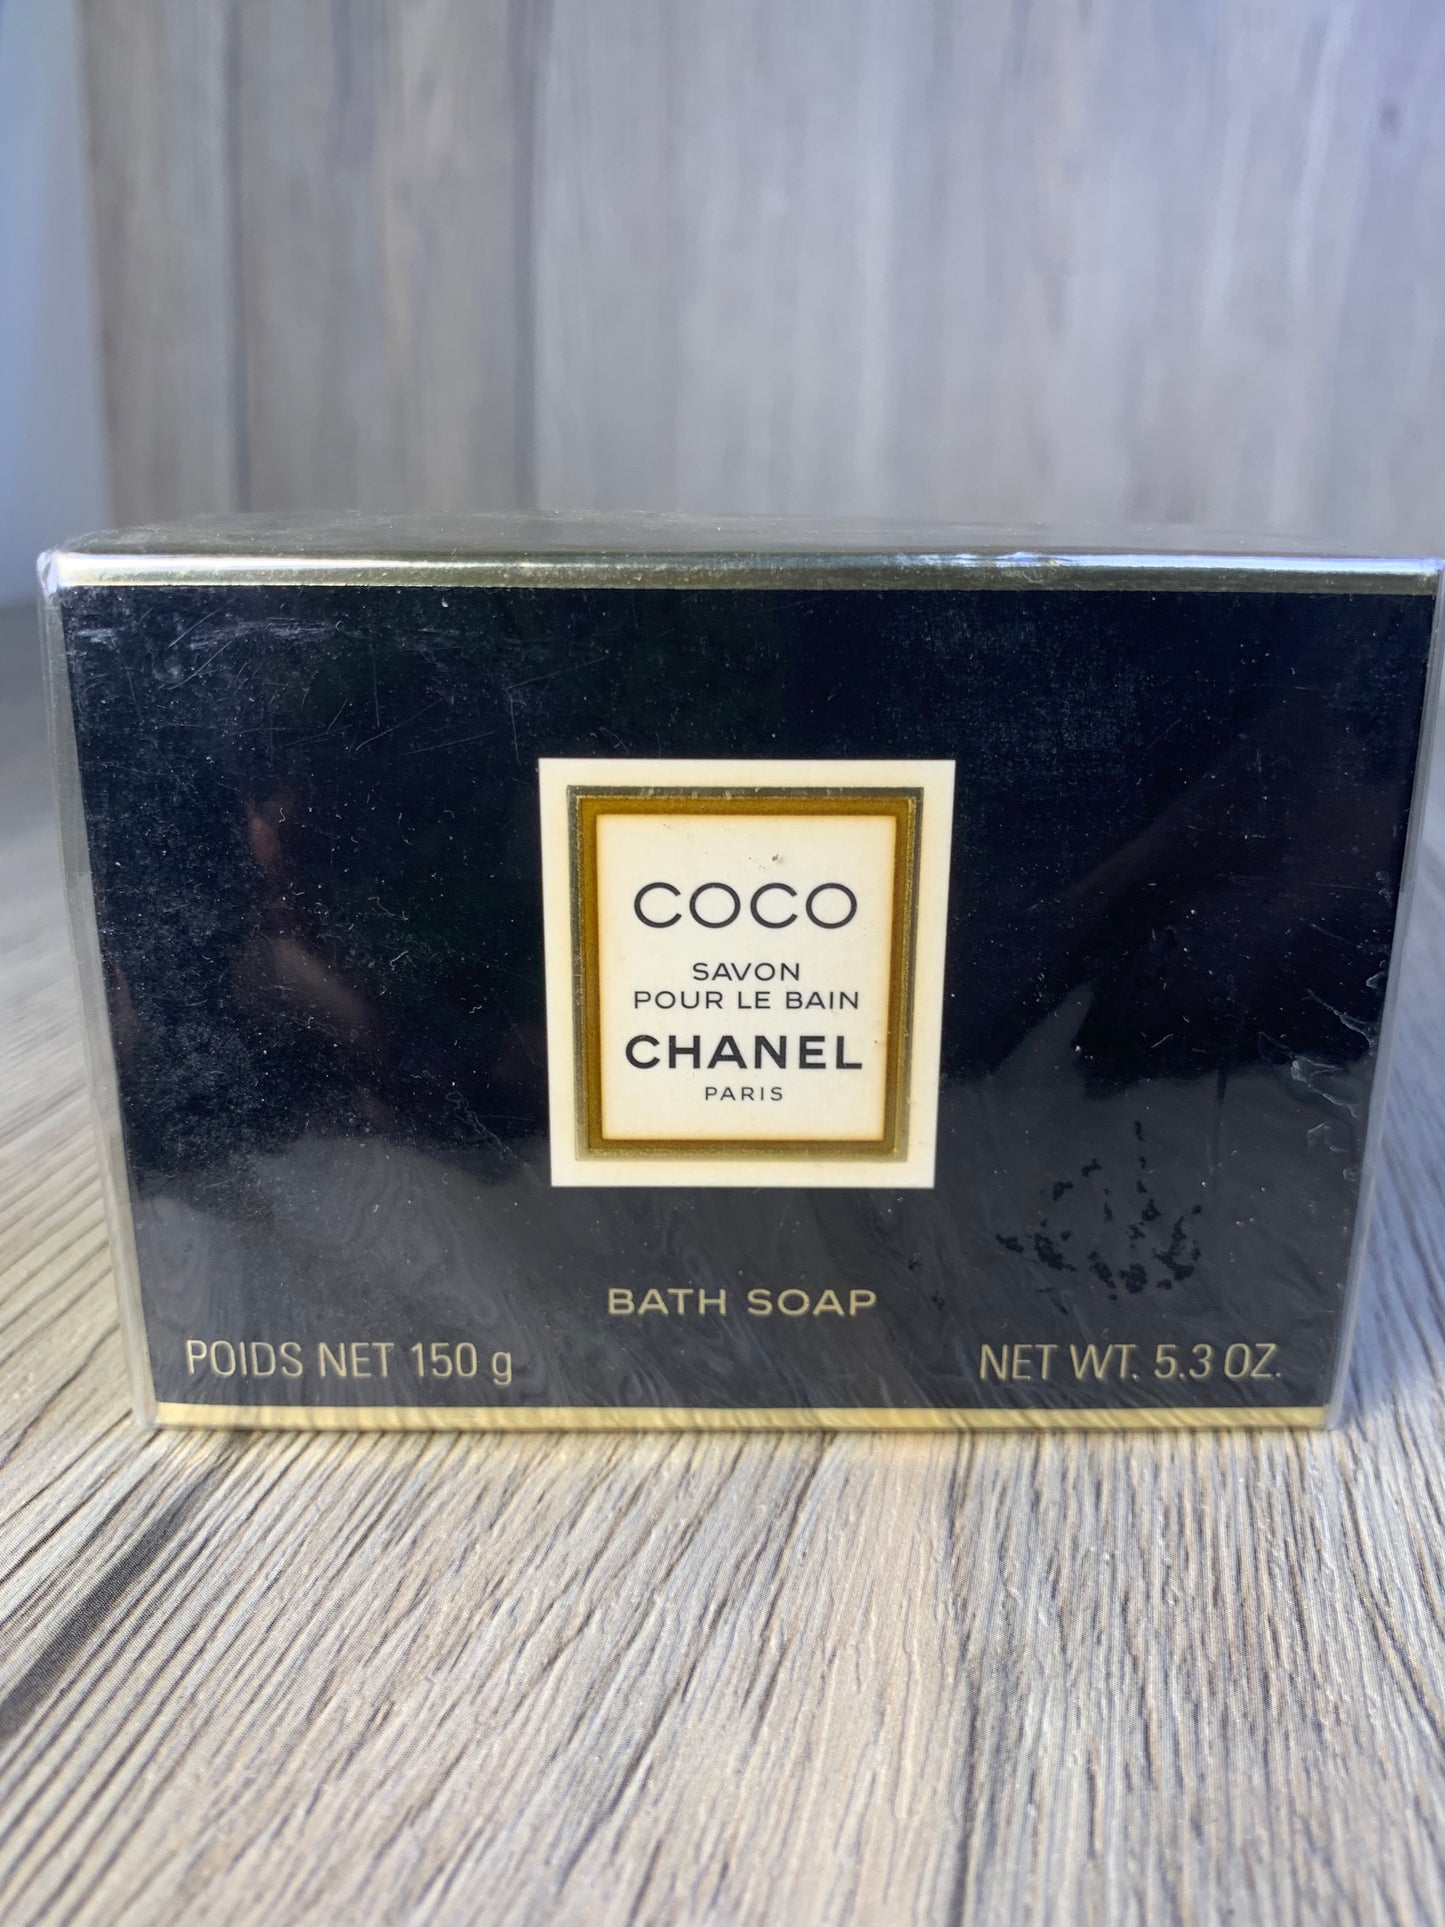 COCO
SAVON
POUR LE BAIN
CHANEL
PARIS
BATH SOAP
POIDS NET 150 g
NET WT. 5.3 OZ.